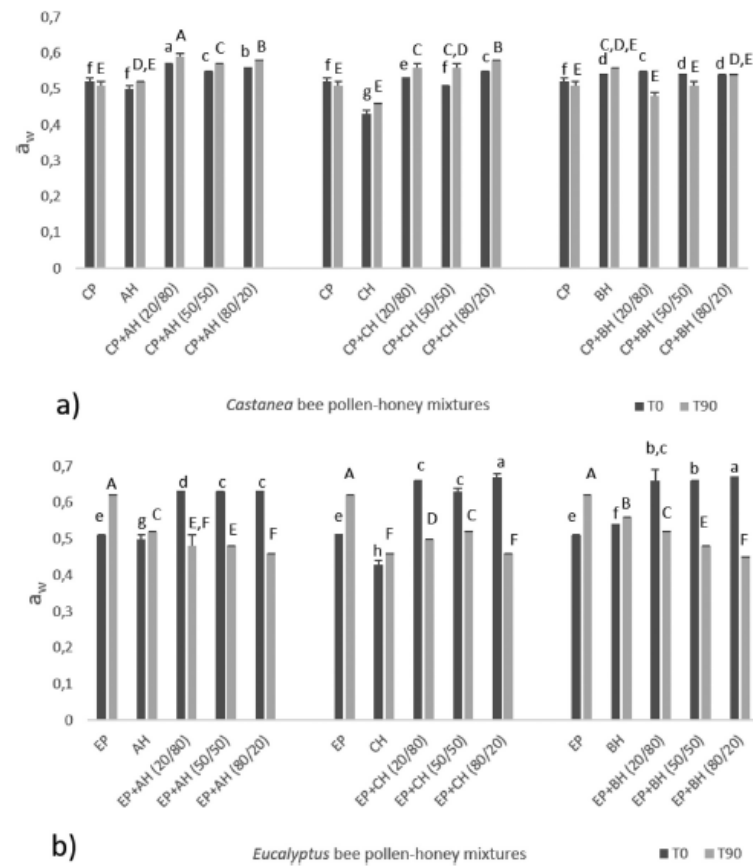 0,7
0,6
0,5
0,4
0,3
0,2
0,1
0
āw
f E
f D,E
a A
c C
b B
f E
g E
e C
f C,D
c B
f E
d C,D,E
c E
d E
d D,E
CP
AH
CP+AH (20/80)
CP+AH (50/50)
CP+AH (80/20)
CP
CH
CP+CH (20/80)
CP+CH (50/50)
CP+CH (80/20)
CP
BH
CP+BH (20/80)
CP+BH (50/50)
CP+BH (80/20)
a)
Castanea bee pollen-honey mixtures
T0 T90
0,7
0,6
0,5
0,4
0,3
0,2
0,1
0
aw
e A
g C
d E,F
c E
c F
e A
h F
c D
c C
a F
e A
f B
b,c C
b E
a F
EP
AH
EP+AH (20/80)
EP+AH (50/50)
EP+AH (80/20)
EP
CH
EP+CH (20/80)
EP+CH (50/50)
EP+CH (80/20)
EP
BH
EP+BH (20/80)
EP+BH (50/50)
EP+BH (80/20)
b)
Eucalyptus bee pollen-honey mixtures
T0 T90